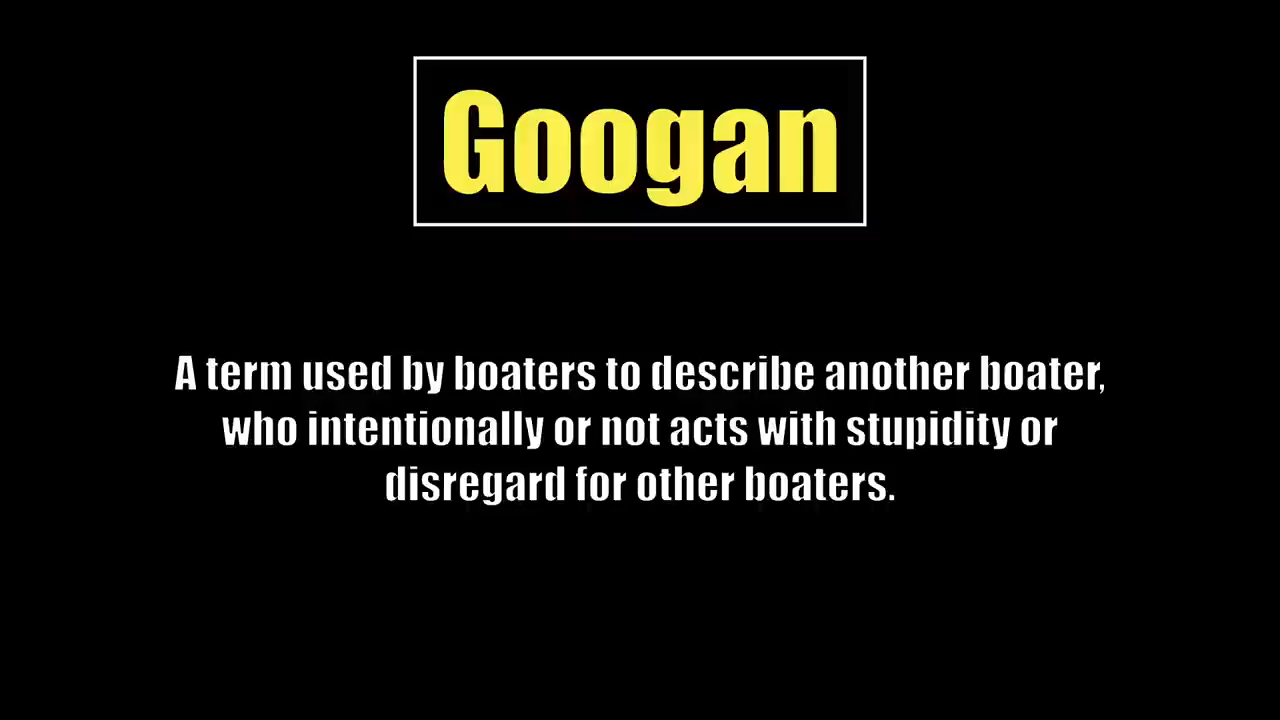 Googan
A term used by boaters to describe another boater,
who intentionally or not acts with stupidity or
disregard for other boaters.